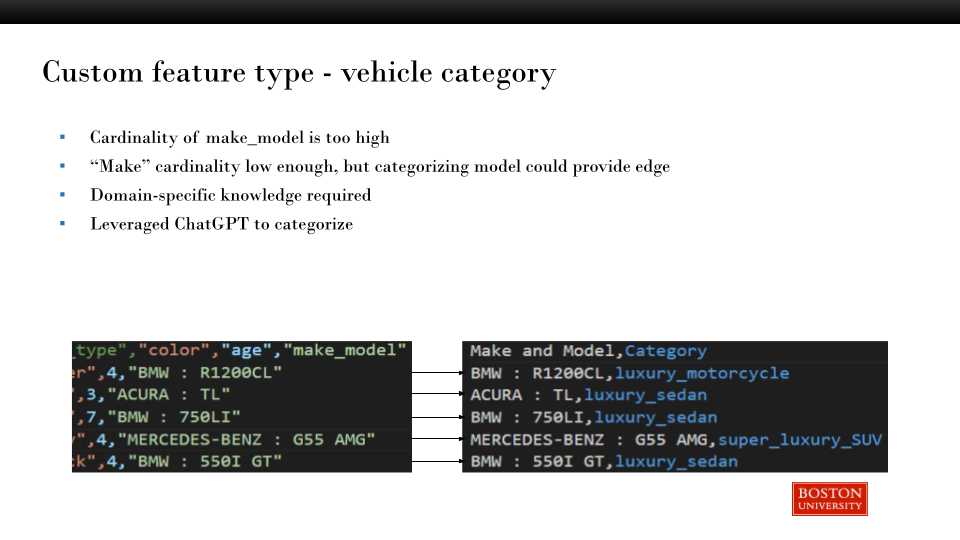 Custom feature type - vehicle category
Cardinality of make_model is too high
“Make” cardinality low enough, but categorizing model could provide edge
Domain-specific knowledge required
Leveraged ChatGPT to categorize
_type","color","age","make_model"
er",4,"BMW : R1200CL"
,3,"ACURA : TL"
,7,"BMW : 750LI"
",4,"MERCEDES-BENZ : G55 AMG"
ck",4,"BMW : 550I GT"
Make and Model,Category
BMW : R1200CL,luxury_motorcycle
ACURA : TL,luxury_sedan
BMW : 750LI,luxury_sedan
MERCEDES-BENZ : G55 AMG,super_luxury_SUV
BMW : 550I GT,luxury_sedan
BOSTON
UNIVERSITY